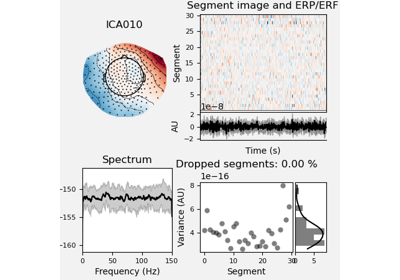 ICA010
Segment image and ERP/ERF
30
25
20
15
10
5
Segment
1e−8
2
0
−2
AU
Time (s)
Spectrum
−150
−155
−160
0
50
100
150
Frequency (Hz)
Dropped segments: 0.00 %
1e−16
8
6
4
Variance (AU)
0
10
20
30
0
5
Segment